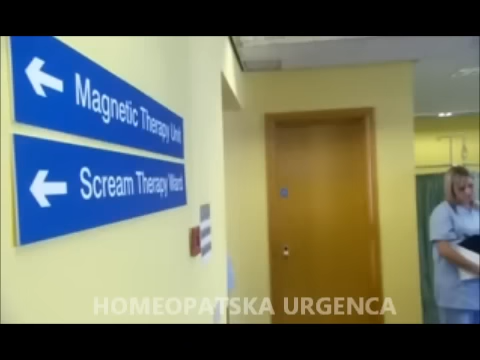 Magnetic Therapy Unit
Scream Therapy Ward
HOMEOPATSKA URGENCA